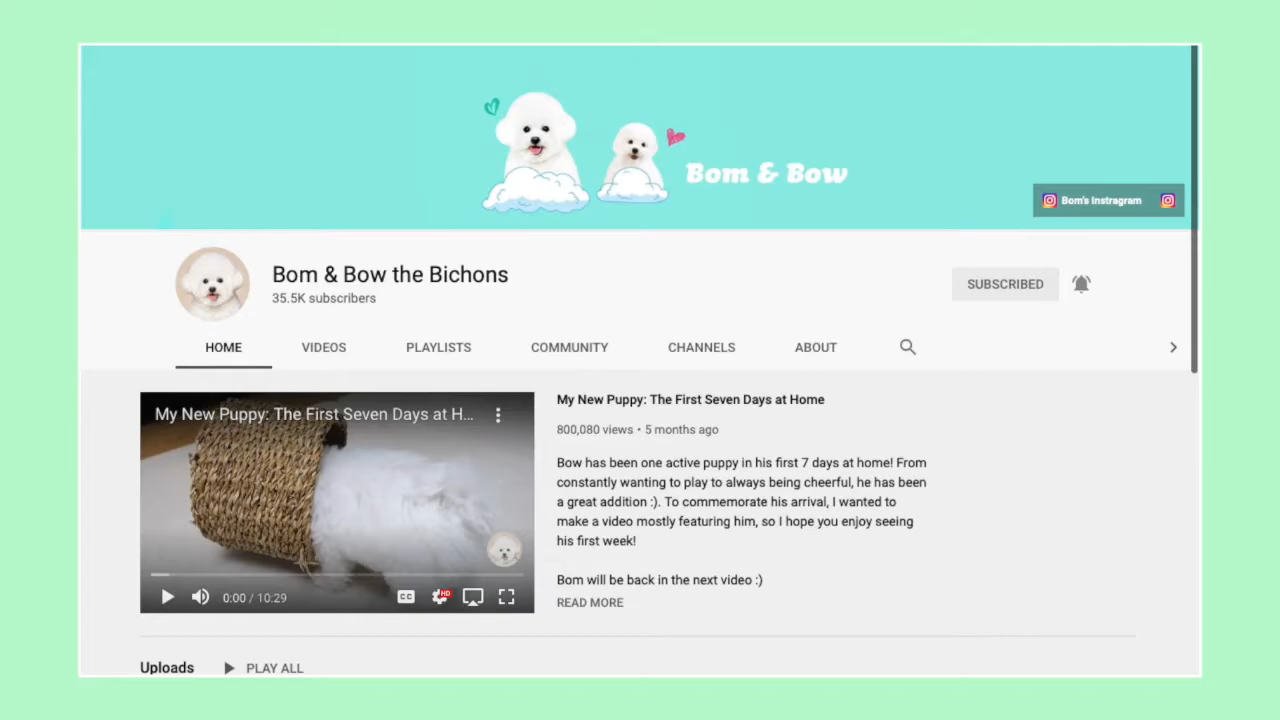 Bom & Bow
Bom's Instragram
Bom & Bow the Bichons
35.5K subscribers
SUBSCRIBED
HOME VIDEOS PLAYLISTS COMMUNITY CHANNELS ABOUT
My New Puppy: The First Seven Days at H...
0:00 / 10:29
CC
HD
My New Puppy: The First Seven Days at Home
800,080 views • 5 months ago
Bow has been one active puppy in his first 7 days at home! From
constantly wanting to play to always being cheerful, he has been
a great addition :). To commemorate his arrival, I wanted to
make a video mostly featuring him, so I hope you enjoy seeing
his first week!
Bom will be back in the next video :)
READ MORE
Uploads PLAY ALL